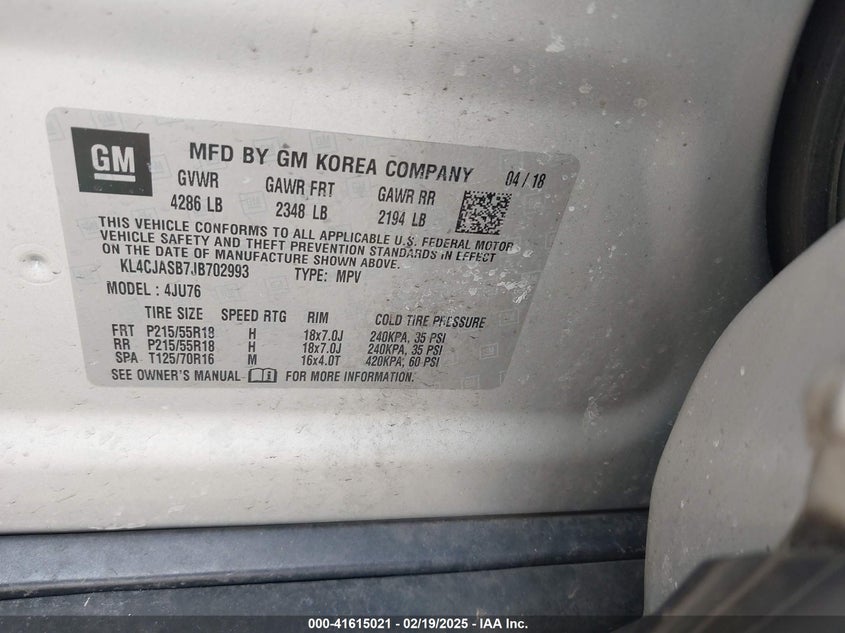 GM
MFD BY GM KOREA COMPANY 04 / 18
GVWR GAWR FRT GAWR RR
4286 LB 2348 LB 2194 LB
THIS VEHICLE CONFORMS TO ALL APPLICABLE U.S. FEDERAL MOTOR
VEHICLE SAFETY AND THEFT PREVENTION STANDARDS IN EFFECT
ON THE DATE OF MANUFACTURE SHOWN ABOVE.
KL4CJASB7JB702993 TYPE: MPV
MODEL : 4JU76
TIRE SIZE SPEED RTG RIM COLD TIRE PRESSURE
FRT P215/55R18 H 18x7.0J 240KPA, 35 PSI
RR P215/55R18 H 18x7.0J 240KPA, 35 PSI
SPA T125/70R16 M 16x4.0T 420KPA, 60 PSI
SEE OWNER'S MANUAL FOR MORE INFORMATION.
000-41615021 - 02/19/2025 - IAA Inc.